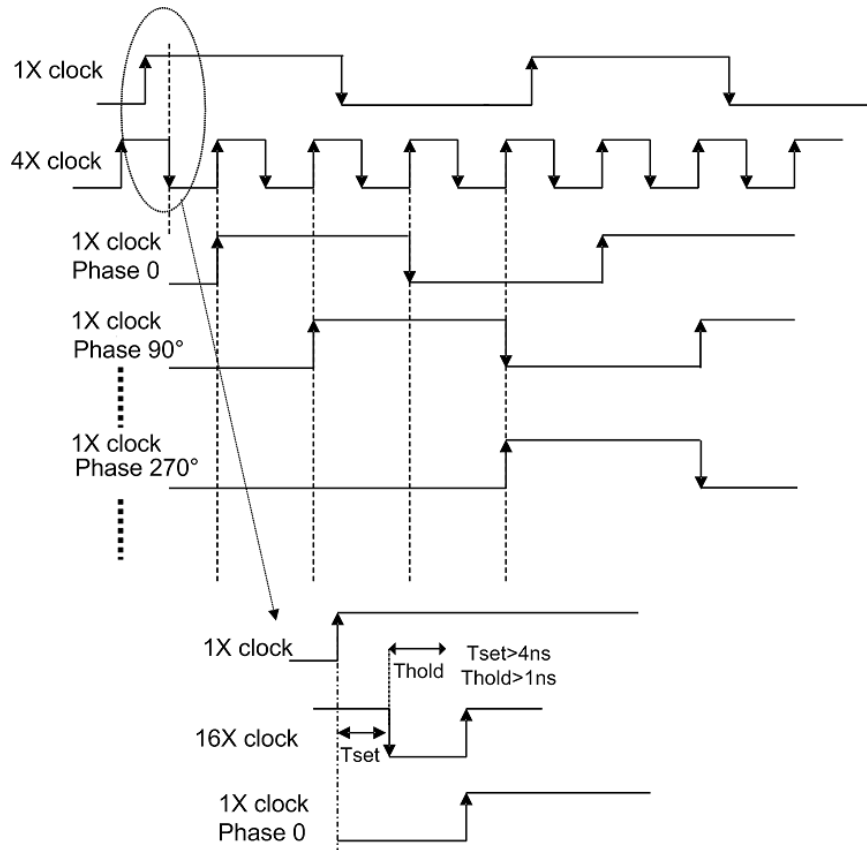 1X clock
4X clock
1X clock
Phase 0
1X clock
Phase 90°
1X clock
Phase 270°
1X clock
Thold
Tset>4ns
Thold>1ns
16X clock
Tset
1X clock
Phase 0